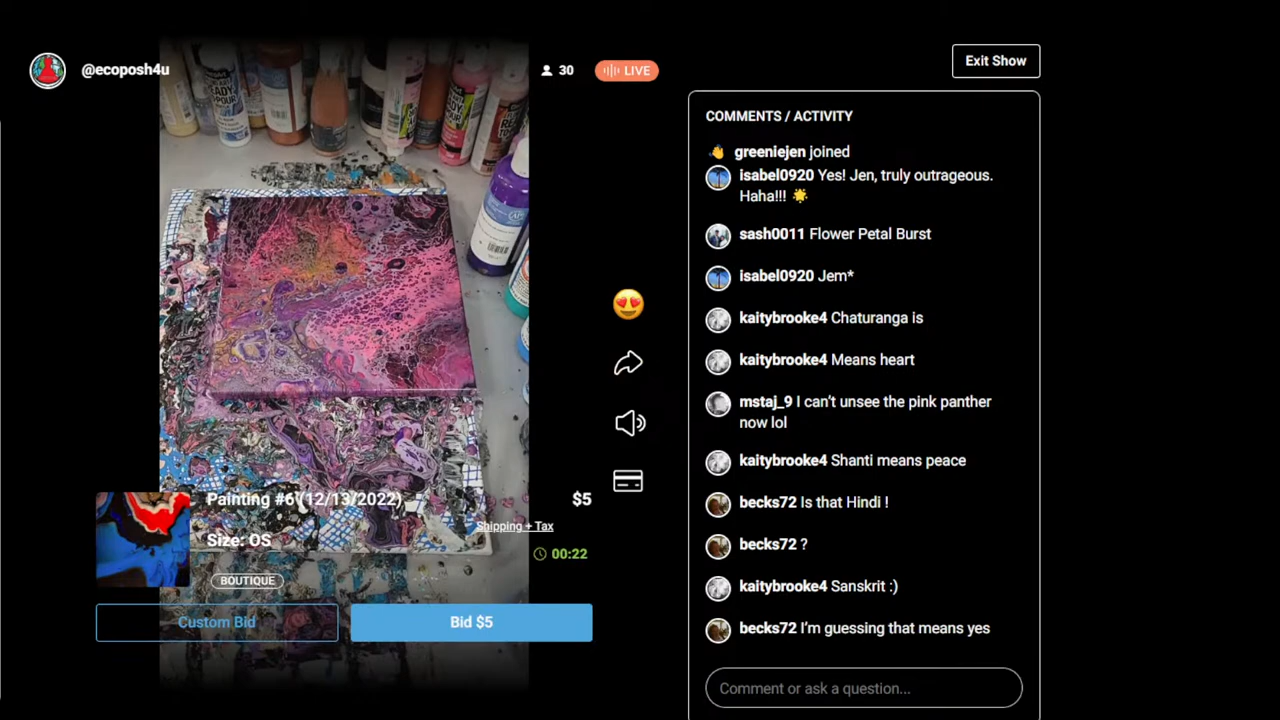 @ecoposh4u
30
LIVE
Exit Show
COMMENTS / ACTIVITY
greeniejen joined
isabel0920 Yes! Jen, truly outrageous.
Haha!!!
sash0011 Flower Petal Burst
isabel0920 Jem*
kaitybrooke4 Chaturanga is
kaitybrooke4 Means heart
mstaj_9 I can't unsee the pink panther
now lol
kaitybrooke4 Shanti means peace
becks72 Is that Hindi !
becks72 ?
kaitybrooke4 Sanskrit :)
becks72 I'm guessing that means yes
Comment or ask a question...
READY
POUR
Painting #6 (12/13/2022)
$5
Shipping + Tax
Size: OS
00:22
BOUTIQUE
Custom Bid
Bid $5